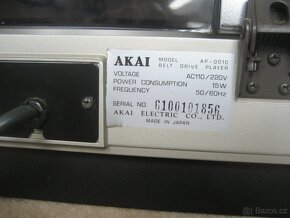 AKAI MODEL AP-001C
BELT DRIVE PLAYER
VOLTAGE AC110/220V
POWER CONSUMPTION 15W
FREQUENCY 50/60Hz
SERIAL NO. G100101856
AKAI ELECTRIC CO., LTD.
MADE IN JAPAN
Bazoš.cz